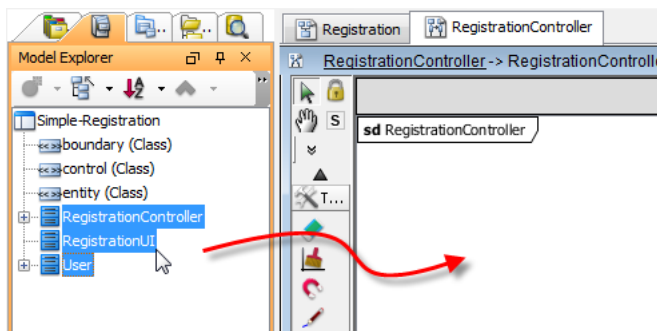 Registration
RegistrationController
Model Explorer
RegistrationController -> RegistrationControlle
S
Simple-Registration
sd RegistrationController
<< >> boundary (Class)
<< >> control (Class)
<< >> entity (Class)
T...
RegistrationController
RegistrationUI
User